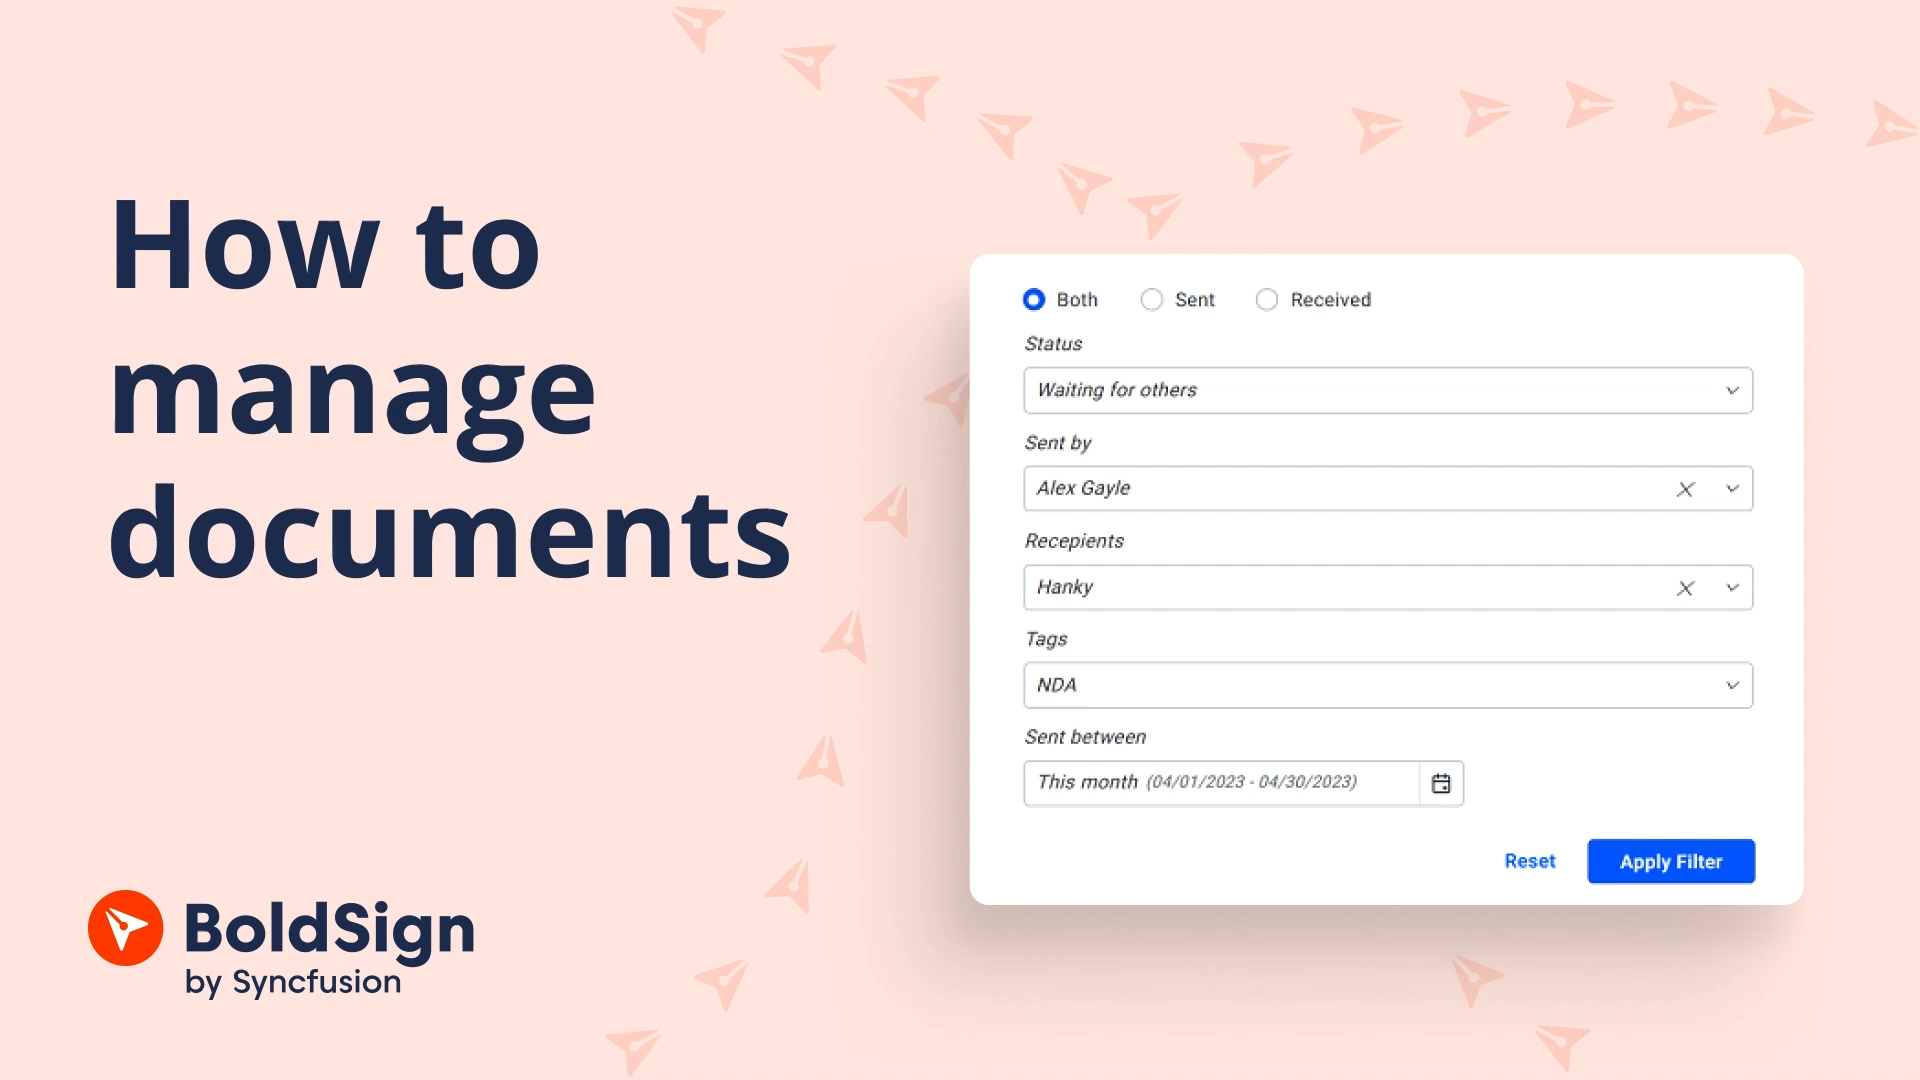 How to
manage
documents
BoldSign
by Syncfusion
Both Sent Received
Status
Waiting for others
Sent by
Alex Gayle
Recepients
Hanky
Tags
NDA
Sent between
This month (04/01/2023 - 04/30/2023)
Reset Apply Filter